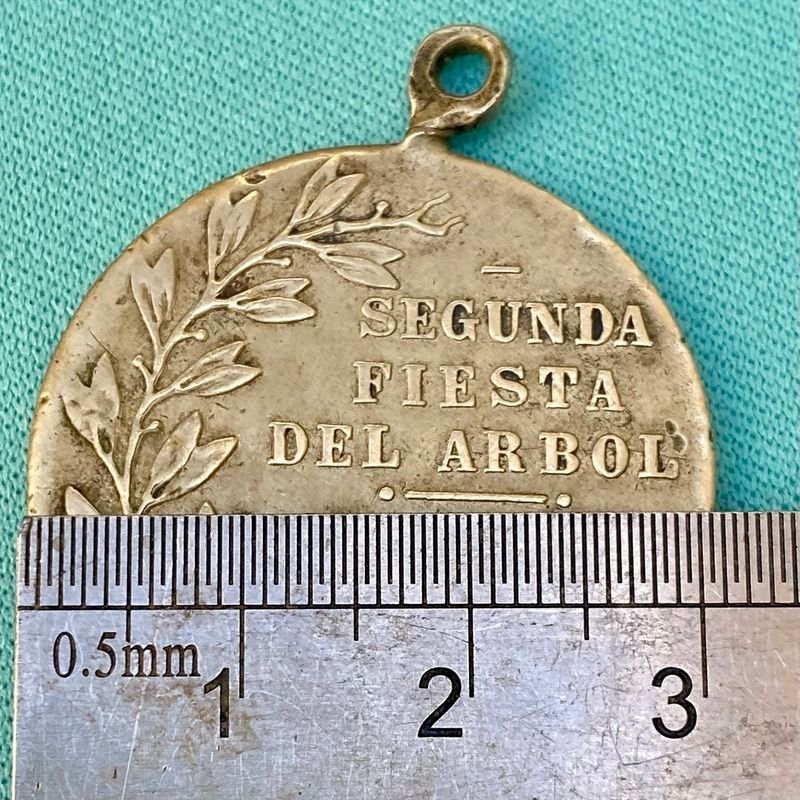 SEGUNDA
FIESTA
DEL ARBOL
0.5mm
1 2 3